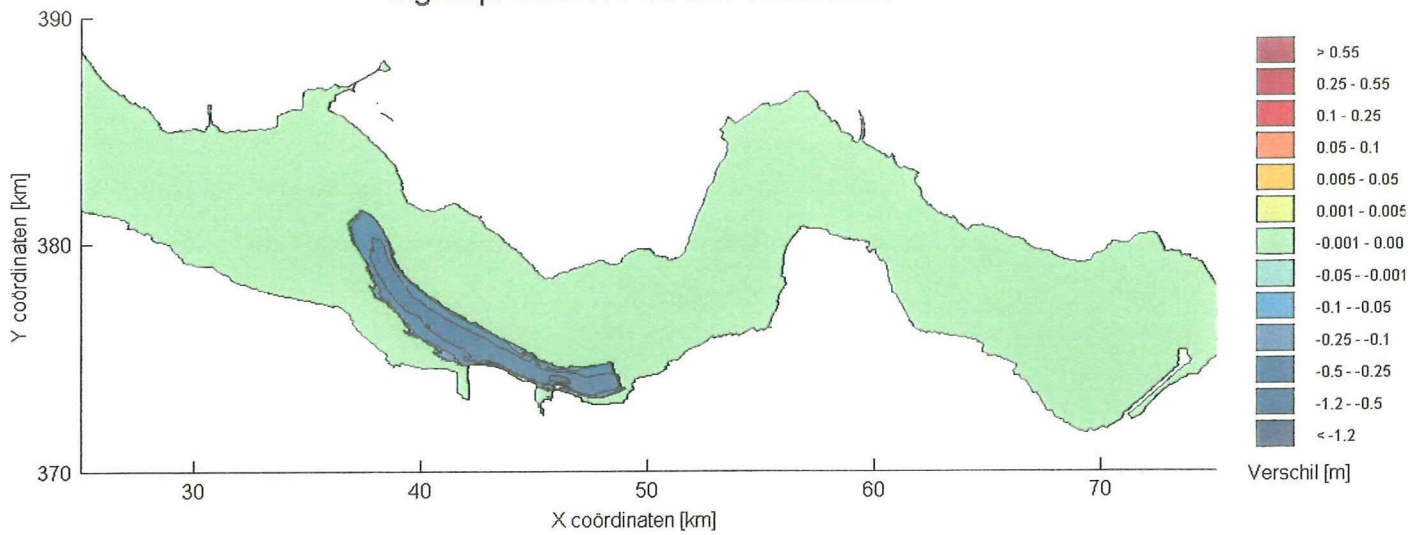 390
380
370
Y coördinaten [km]
30
40
50
60
70
X coördinaten [km]
> 0.55
0.25 - 0.55
0.1 - 0.25
0.05 - 0.1
0.005 - 0.05
0.001 - 0.005
-0.001 - 0.00
-0.05 - -0.001
-0.1 - -0.05
-0.25 - -0.1
-0.5 - -0.25
-1.2 - -0.5
< -1.2
Verschil [m]